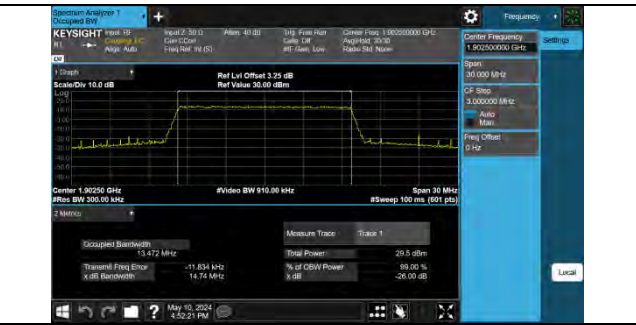 Spectrum Analyzer 1
Occupied BW
Frequency
Settings
KEYSIGHT Input: RF
Coupling: DC
Align: Auto
Input Z: 50 Ω
Corr CCorr
Freq Ref: Int (S)
Atten: 40 dB
Trig: Free Run
Gate: Off
#IF Gain: Low
Center Freq: 1.902500000 GHz
Avg|Hold: 30/30
Radio Std: None
Center Frequency
1.902500000 GHz
Span
30.000 MHz
CF Step
3.000000 MHz
Auto
Man
Freq Offset
0 Hz
1 Graph
Scale/Div 10.0 dB
Ref Lvl Offset 3.25 dB
Ref Value 30.00 dBm
Log
Center 1.90250 GHz
#Res BW 300.00 kHz
#Video BW 910.00 kHz
Span 30 MHz
#Sweep 100 ms (601 pts)
2 Metrics
Measure Trace Trace 1
Occupied Bandwidth
13.472 MHz
Total Power 29.5 dBm
Transmit Freq Error -11.834 kHz
% of OBW Power 99.00 %
x dB Bandwidth 14.74 MHz
x dB -26.00 dB
Local
May 10, 2024
4:52:21 PM